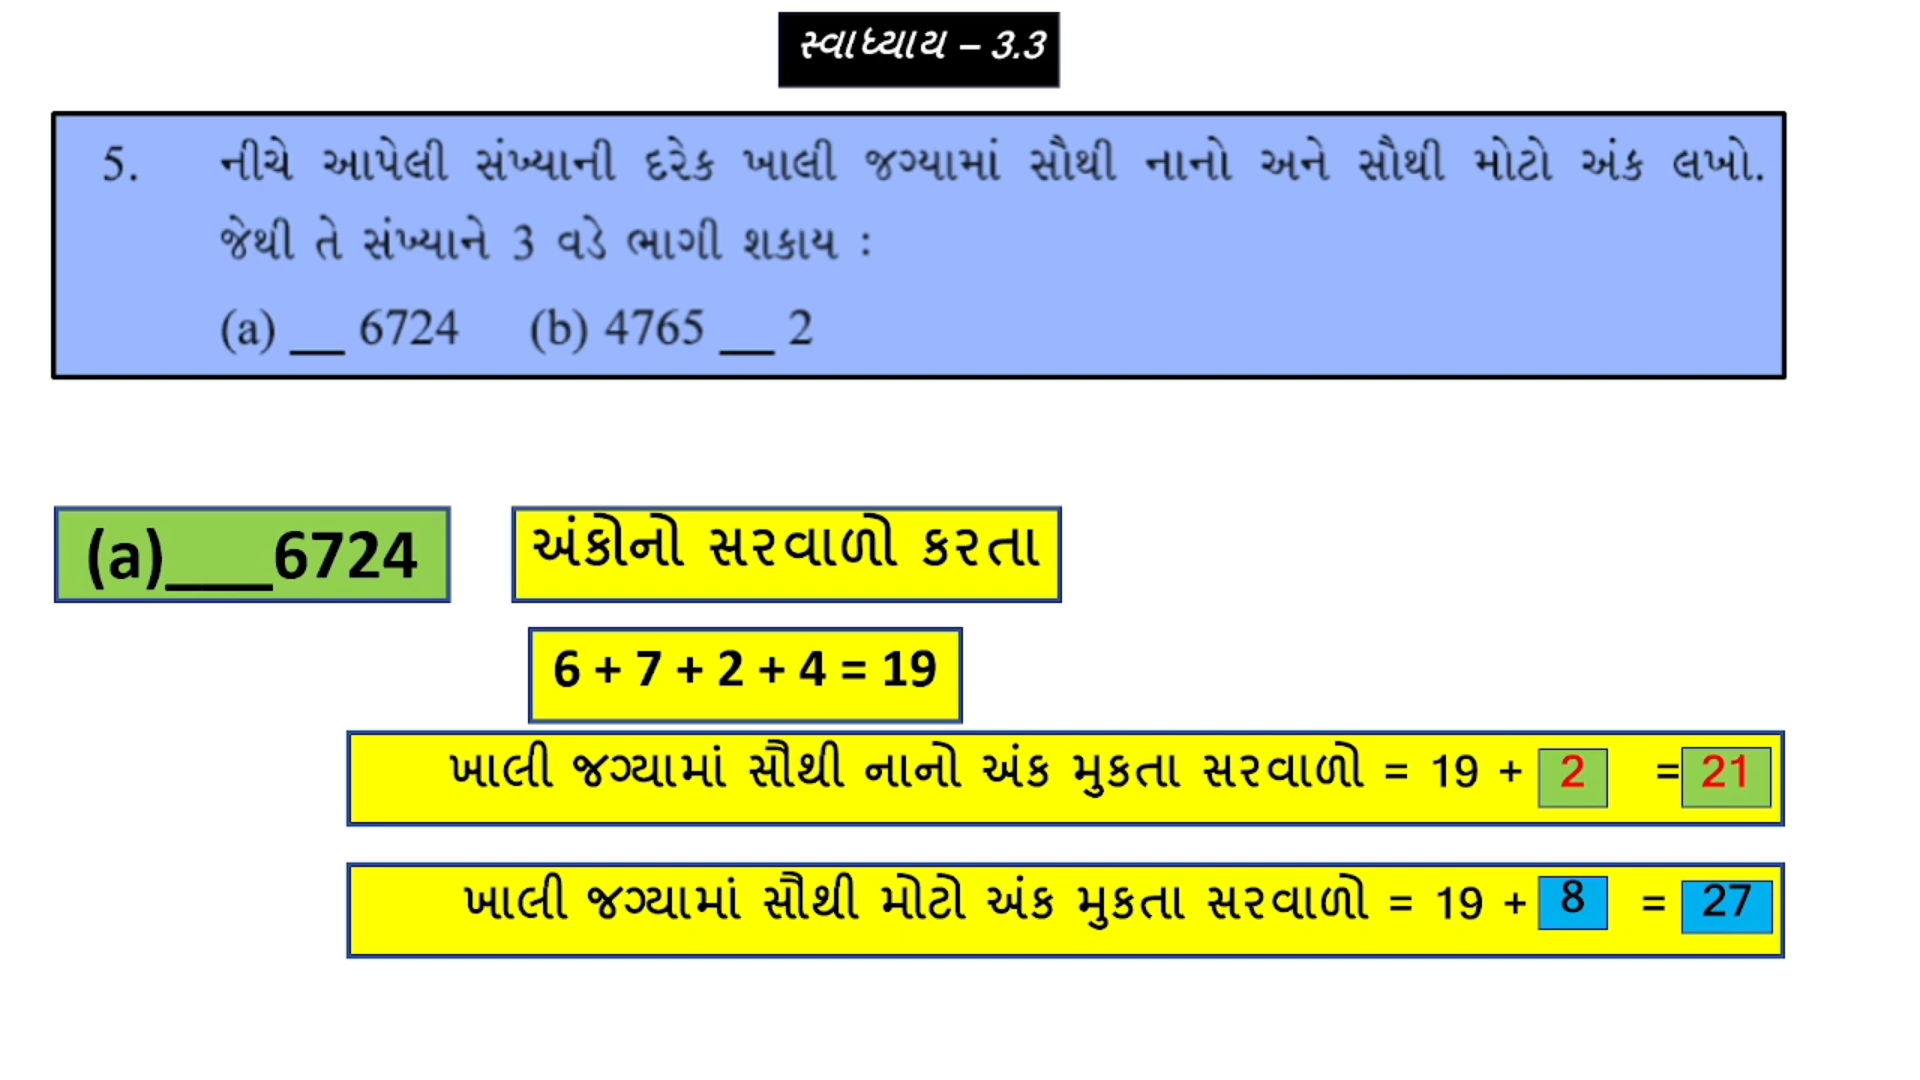 સ્વાધ્યાય – 3.3
5. નીચે આપેલી સંખ્યાની દરેક ખાલી જગ્યામાં સૌથી નાનો અને સૌથી મોટો અંક લખો.
જેથી તે સંખ્યાને 3 વડે ભાગી શકાય :
(a) __ 6724 (b) 4765 __ 2
(a)___6724 અંકોનો સરવાળો કરતા
6 + 7 + 2 + 4 = 19
ખાલી જગ્યામાં સૌથી નાનો અંક મુકતા સરવાળો = 19 + 2 = 21
ખાલી જગ્યામાં સૌથી મોટો અંક મુકતા સરવાળો = 19 + 8 = 27